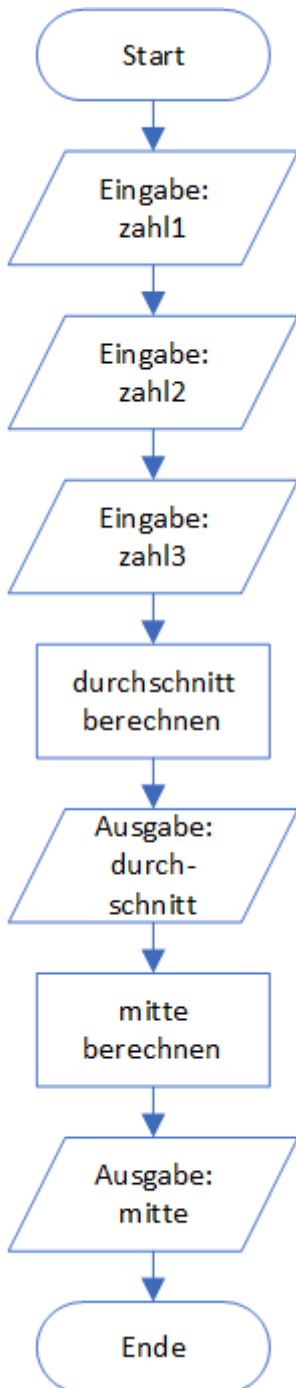 Start
Eingabe:
zahl1
Eingabe:
zahl2
Eingabe:
zahl3
durchschnitt
berechnen
Ausgabe:
durch-
schnitt
mitte
berechnen
Ausgabe:
mitte
Ende